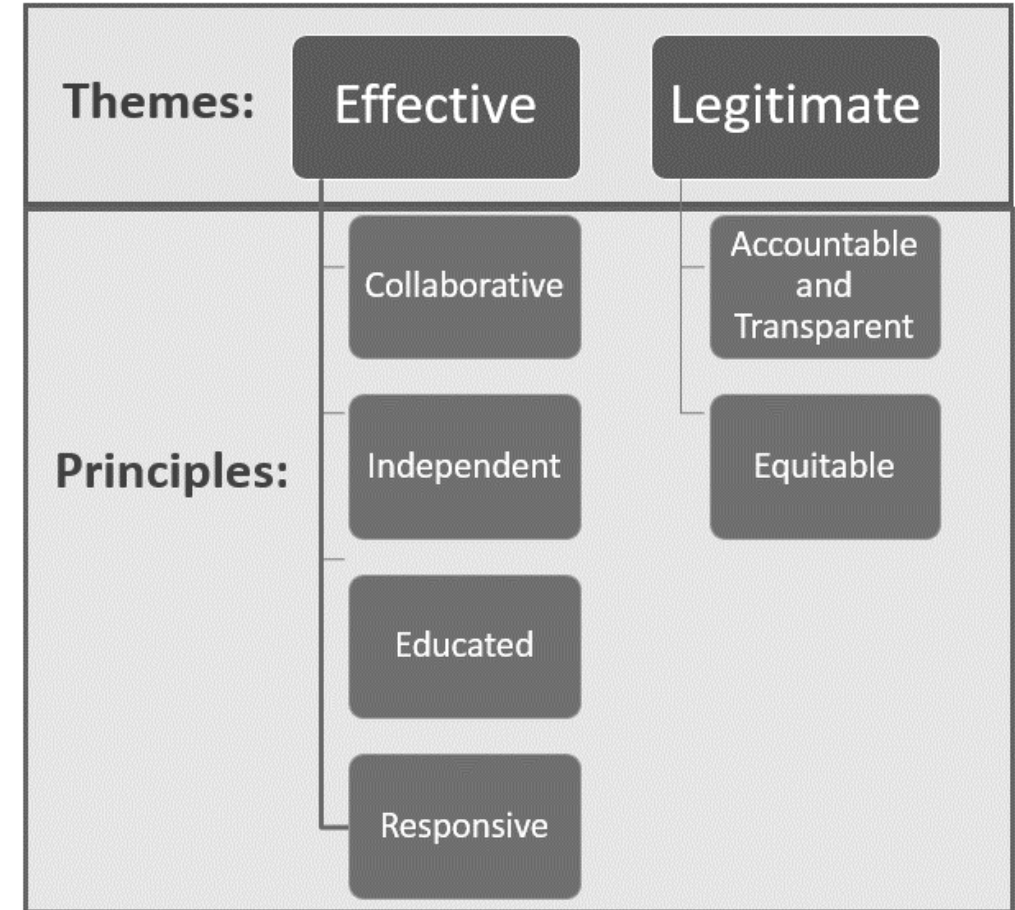 Themes:
Effective
Legitimate
Principles:
Collaborative
Independent
Educated
Responsive
Accountable
and
Transparent
Equitable